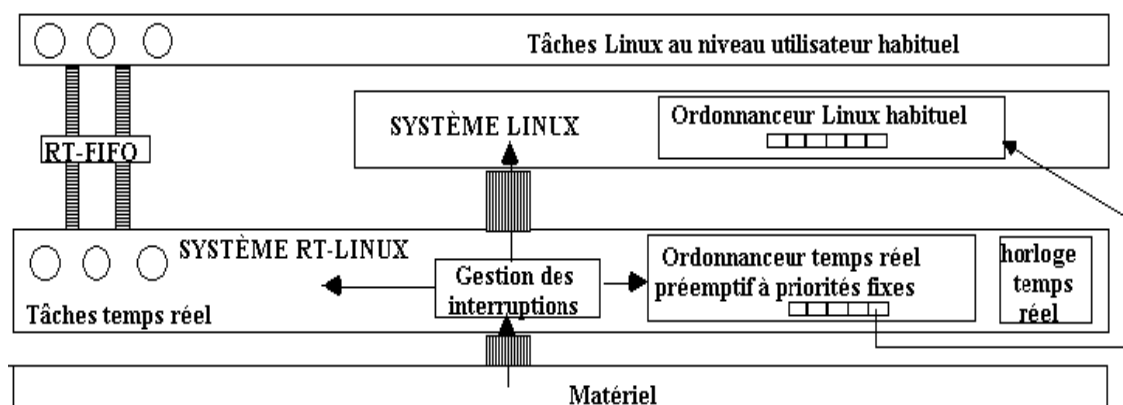 Tâches Linux au niveau utilisateur habituel
SYSTÈME LINUX
Ordonnanceur Linux habituel
RT-FIFO
SYSTÈME RT-LINUX
Tâches temps réel
Gestion des
interruptions
Ordonnanceur temps réel
préemptif à priorités fixes
horloge
temps
réel
Matériel